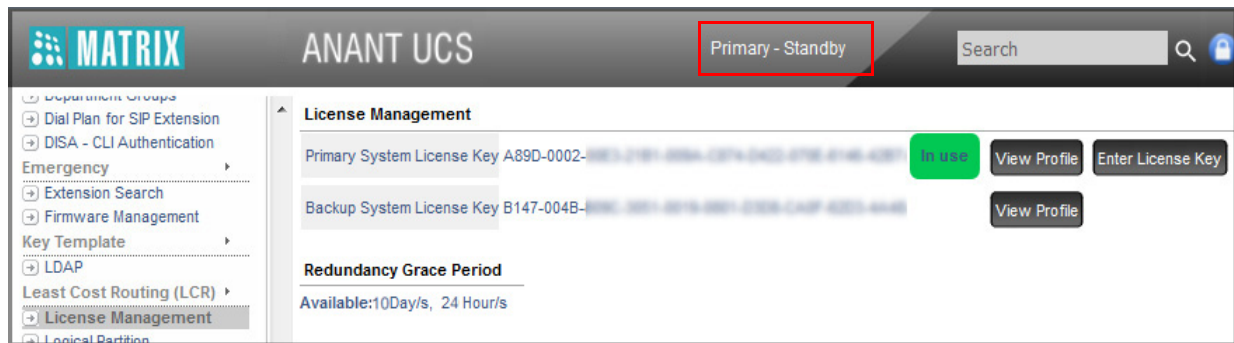 MATRIX
ANANT UCS
Primary - Standby
Search
Department Groups
Dial Plan for SIP Extension
DISA - CLI Authentication
Emergency
Extension Search
Firmware Management
Key Template
LDAP
Least Cost Routing (LCR)
License Management
Logical Partition
License Management
Primary System License Key A89D-0002-
In use
View Profile
Enter License Key
Backup System License Key B147-004B-
View Profile
Redundancy Grace Period
Available:10Day/s, 24 Hour/s